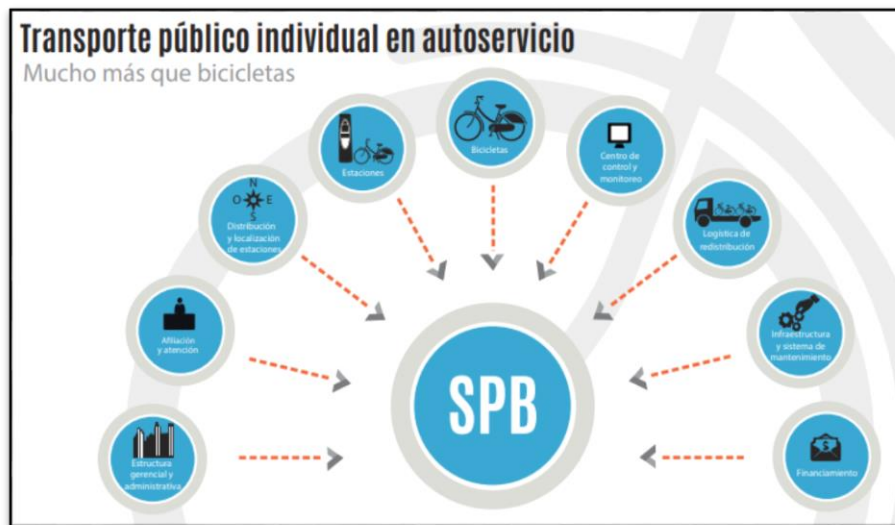 Transporte público individual en autoservicio
Mucho más que bicicletas
Estructura
gerencial y
administrativa
Afiliación
y atención
N
O E
S
Distribución
y localización
de estaciones
Estaciones
Bicicletas
Centro de
control y
monitoreo
Logística de
redistribución
Infraestructura
y sistema de
mantenimiento
$
Financiamiento
SPB